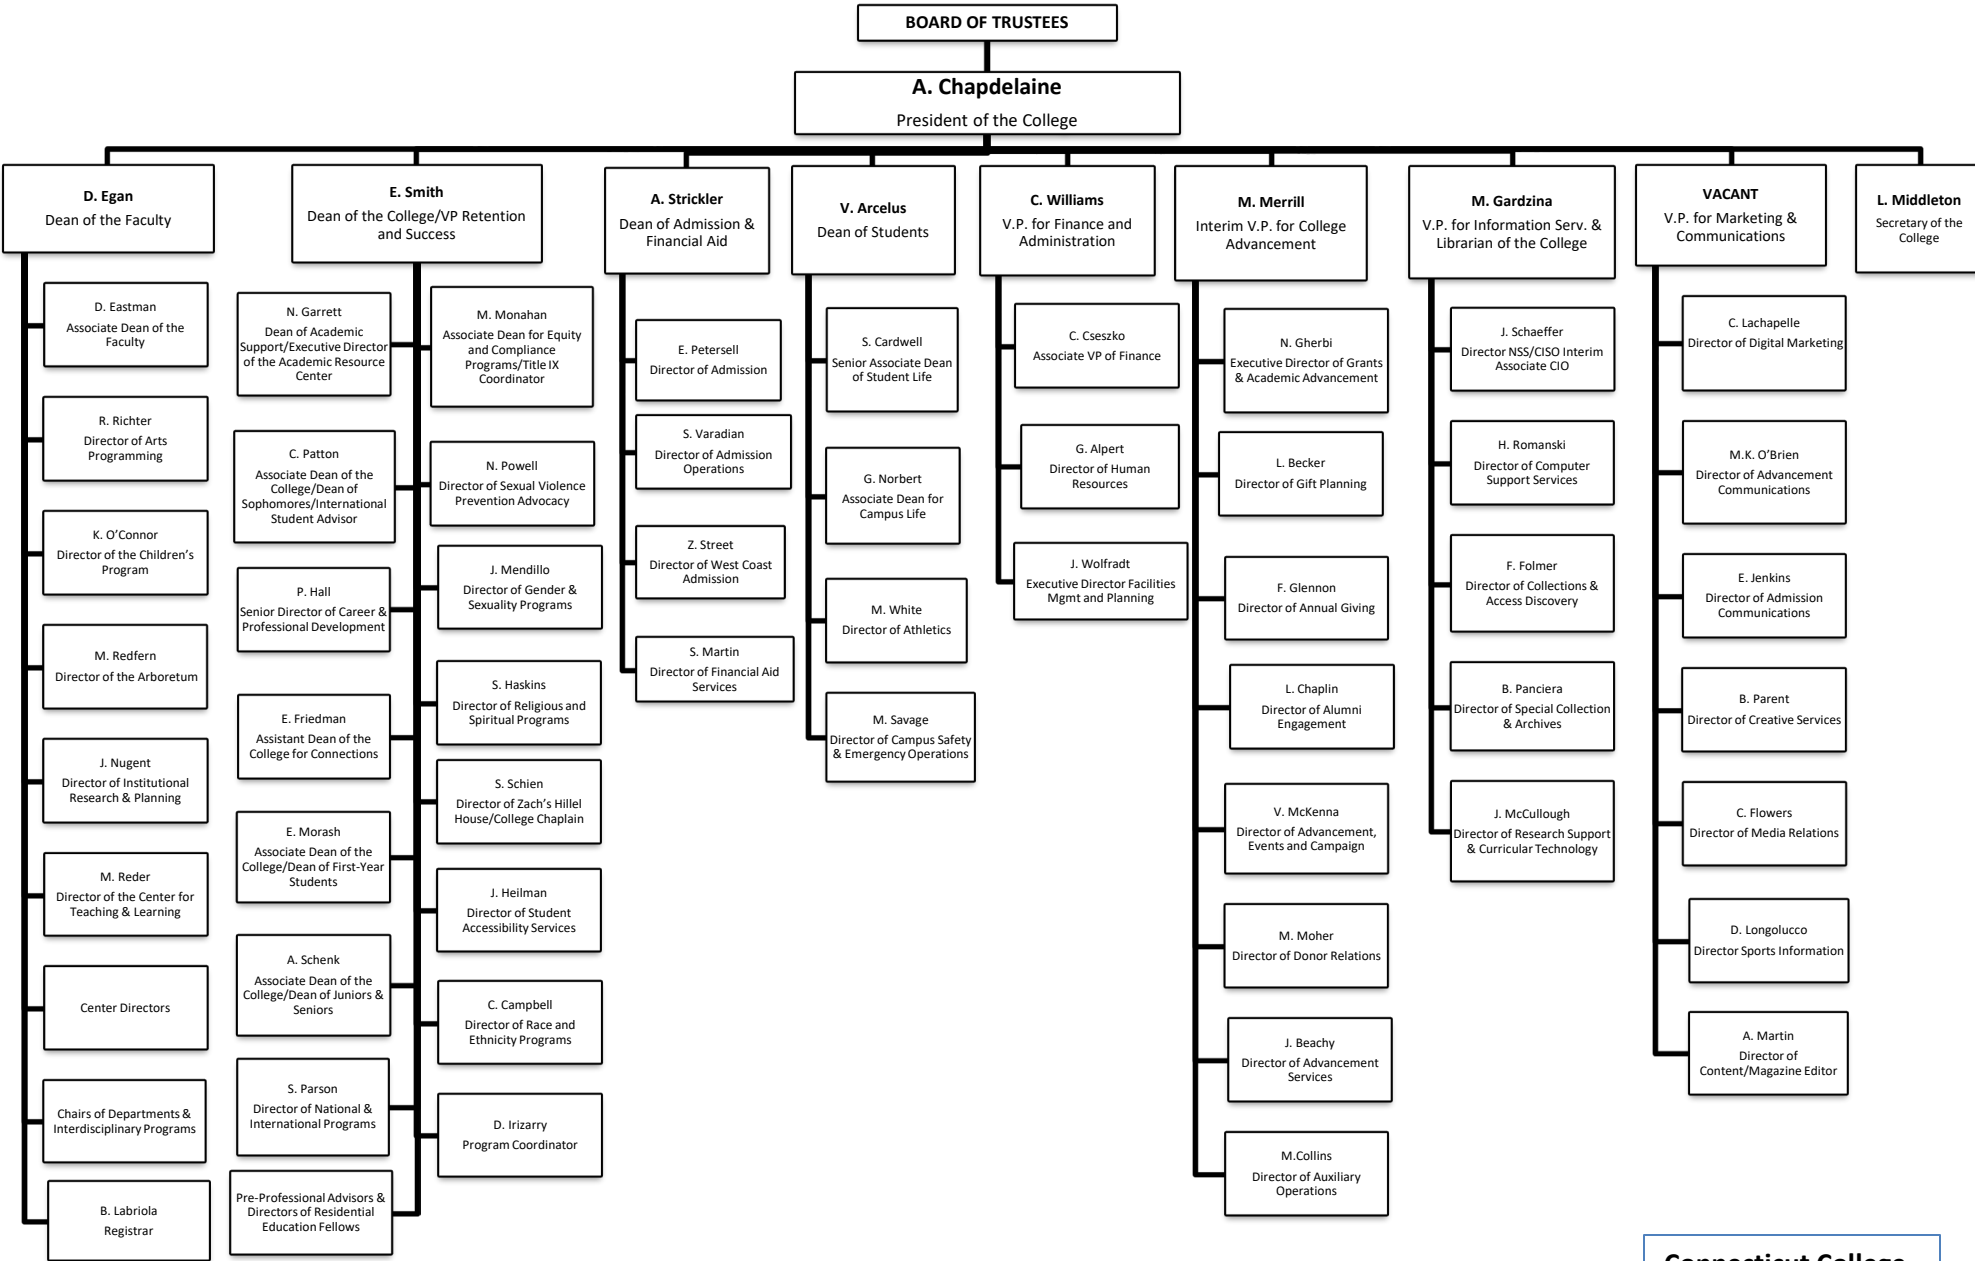 BOARD OF TRUSTEES
A. Chapdelaine
President of the College
D. Egan
Dean of the Faculty
E. Smith
Dean of the College/VP Retention
and Success
A. Strickler
Dean of Admission &
Financial Aid
V. Arcelus
Dean of Students
C. Williams
V.P. for Finance and
Administration
M. Merrill
Interim V.P. for College
Advancement
M. Gardzina
V.P. for Information Serv. &
Librarian of the College
VACANT
V.P. for Marketing &
Communications
L. Middleton
Secretary of the
College
D. Eastman
Associate Dean of the
Faculty
R. Richter
Director of Arts
Programming
K. O’Connor
Director of the Children’s
Program
M. Redfern
Director of the Arboretum
J. Nugent
Director of Institutional
Research & Planning
M. Reder
Director of the Center for
Teaching & Learning
Center Directors
Chairs of Departments &
Interdisciplinary Programs
B. Labriola
Registrar
N. Garrett
Dean of Academic
Support/Executive Director
of the Academic Resource
Center
C. Patton
Associate Dean of the
College/Dean of
Sophomores/International
Student Advisor
P. Hall
Senior Director of Career &
Professional Development
E. Friedman
Assistant Dean of the
College for Connections
E. Morash
Associate Dean of the
College/Dean of First-Year
Students
A. Schenk
Associate Dean of the
College/Dean of Juniors &
Seniors
S. Parson
Director of National &
International Programs
Pre-Professional Advisors &
Directors of Residential
Education Fellows
M. Monahan
Associate Dean for Equity
and Compliance
Programs/Title IX
Coordinator
N. Powell
Director of Sexual Violence
Prevention Advocacy
J. Mendillo
Director of Gender &
Sexuality Programs
S. Haskins
Director of Religious and
Spiritual Programs
S. Schien
Director of Zach’s Hillel
House/College Chaplain
J. Heilman
Director of Student
Accessibility Services
C. Campbell
Director of Race and
Ethnicity Programs
D. Irizarry
Program Coordinator
E. Petersell
Director of Admission
S. Varadian
Director of Admission
Operations
Z. Street
Director of West Coast
Admission
S. Martin
Director of Financial Aid
Services
S. Cardwell
Senior Associate Dean
of Student Life
G. Norbert
Associate Dean for
Campus Life
M. White
Director of Athletics
M. Savage
Director of Campus Safety
& Emergency Operations
C. Cseszko
Associate VP of Finance
G. Alpert
Director of Human
Resources
J. Wolfradt
Executive Director Facilities
Mgmt and Planning
N. Gherbi
Executive Director of Grants
& Academic Advancement
L. Becker
Director of Gift Planning
F. Glennon
Director of Annual Giving
L. Chaplin
Director of Alumni
Engagement
V. McKenna
Director of Advancement,
Events and Campaign
M. Moher
Director of Donor Relations
J. Beachy
Director of Advancement
Services
M.Collins
Director of Auxiliary
Operations
J. Schaeffer
Director NSS/CISO Interim
Associate CIO
H. Romanski
Director of Computer
Support Services
F. Folmer
Director of Collections &
Access Discovery
B. Panciera
Director of Special Collection
& Archives
J. McCullough
Director of Research Support
& Curricular Technology
C. Lachapelle
Director of Digital Marketing
M.K. O’Brien
Director of Advancement
Communications
E. Jenkins
Director of Admission
Communications
B. Parent
Director of Creative Services
C. Flowers
Director of Media Relations
D. Longolucco
Director Sports Information
A. Martin
Director of
Content/Magazine Editor
Connecticut College